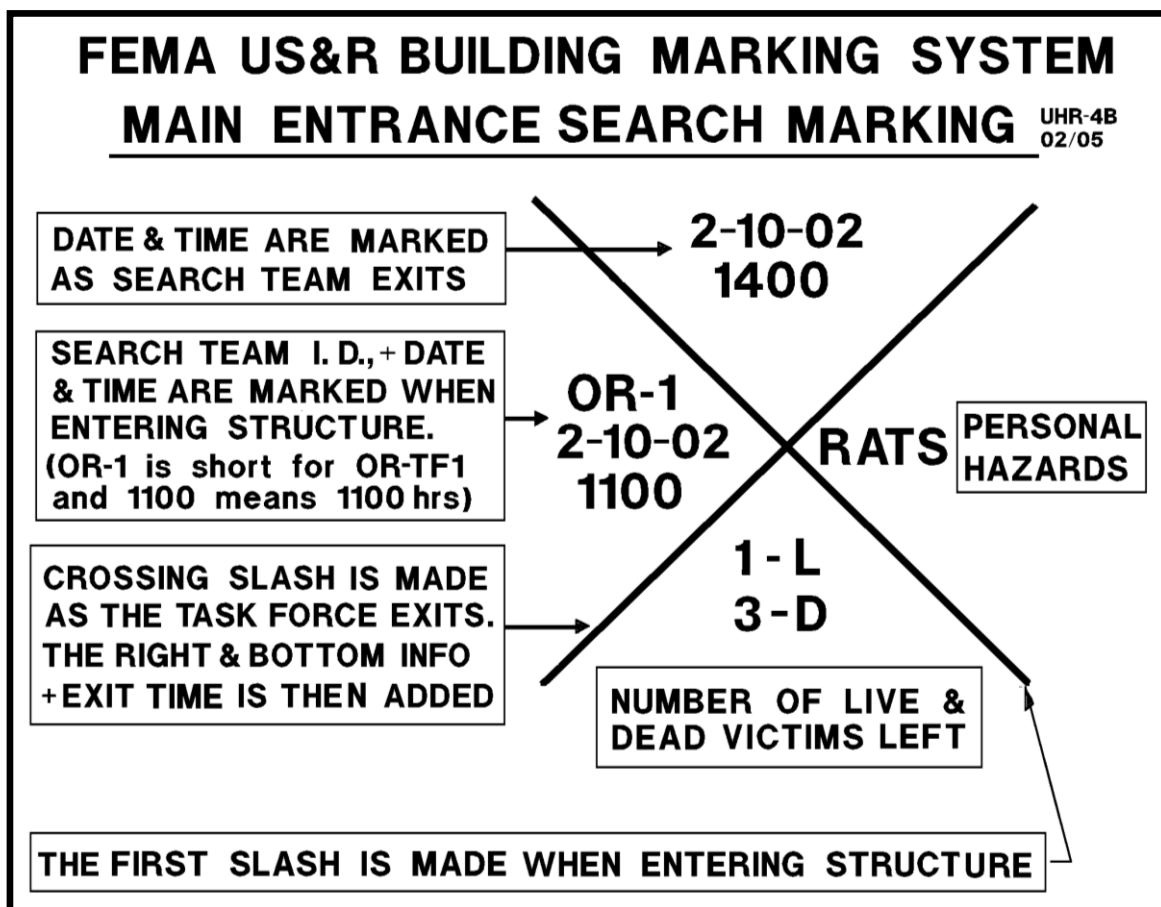 FEMA US&R BUILDING MARKING SYSTEM
MAIN ENTRANCE SEARCH MARKING
UHR-4B
02/05
DATE & TIME ARE MARKED
AS SEARCH TEAM EXITS
2-10-02
1400
SEARCH TEAM I.D.,+ DATE
& TIME ARE MARKED WHEN
ENTERING STRUCTURE.
(OR-1 is short for OR-TF1
and 1100 means 1100 hrs)
OR-1
2-10-02
1100
RATS
PERSONAL
HAZARDS
CROSSING SLASH IS MADE
AS THE TASK FORCE EXITS.
THE RIGHT & BOTTOM INFO
+EXIT TIME IS THEN ADDED
1 - L
3 - D
NUMBER OF LIVE &
DEAD VICTIMS LEFT
THE FIRST SLASH IS MADE WHEN ENTERING STRUCTURE